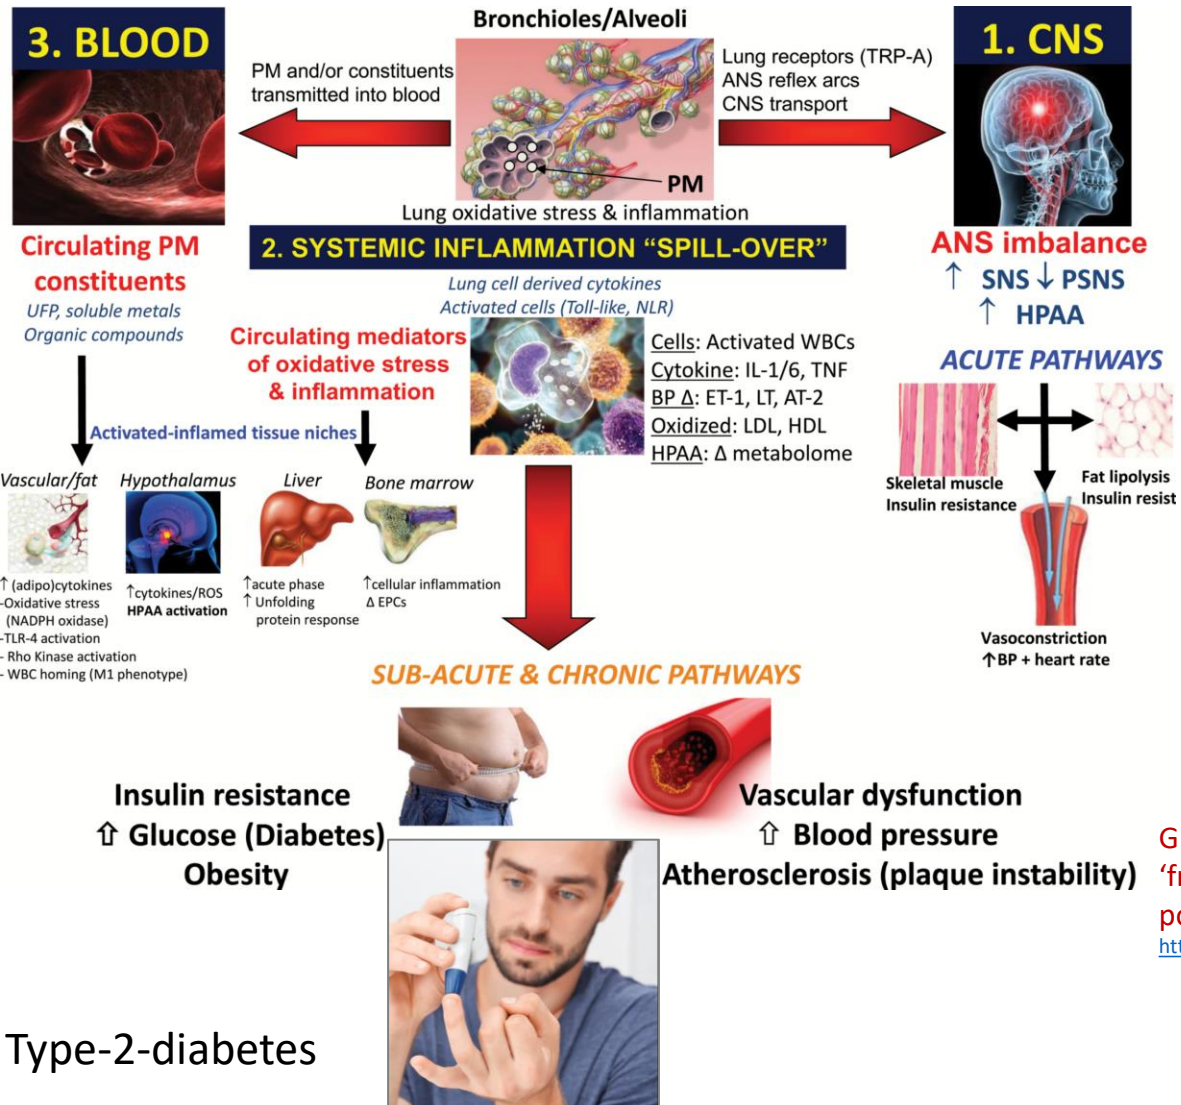 Bronchioles/Alveoli
3. BLOOD
1. CNS
PM and/or constituents
transmitted into blood
Lung receptors (TRP-A)
ANS reflex arcs
CNS transport
PM
Lung oxidative stress & inflammation
2. SYSTEMIC INFLAMMATION “SPILL-OVER”
Lung cell derived cytokines
Activated cells (Toll-like, NLR)
Circulating PM
constituents
UFP, soluble metals
Organic compounds
Circulating mediators
of oxidative stress
& inflammation
Cells: Activated WBCs
Cytokine: IL-1/6, TNF
BP Δ: ET-1, LT, AT-2
Oxidized: LDL, HDL
HPAA: Δ metabolome
ANS imbalance
↑ SNS ↓ PSNS
↑ HPAA
ACUTE PATHWAYS
Skeletal muscle
Insulin resistance
Fat lipolysis
Insulin resist
Vasoconstriction
↑BP + heart rate
Activated-inflamed tissue niches
Vascular/fat
↑ (adipo)cytokines
-Oxidative stress
(NADPH oxidase)
-TLR-4 activation
- Rho Kinase activation
- WBC homing (M1 phenotype)
Hypothalamus
↑cytokines/ROS
HPAA activation
Liver
↑acute phase
↑ Unfolding
protein response
Bone marrow
↑cellular inflammation
Δ EPCs
SUB-ACUTE & CHRONIC PATHWAYS
Insulin resistance
⇧ Glucose (Diabetes)
Obesity
Vascular dysfunction
⇧ Blood pressure
Atherosclerosis (plaque instability)
Type-2-diabetes